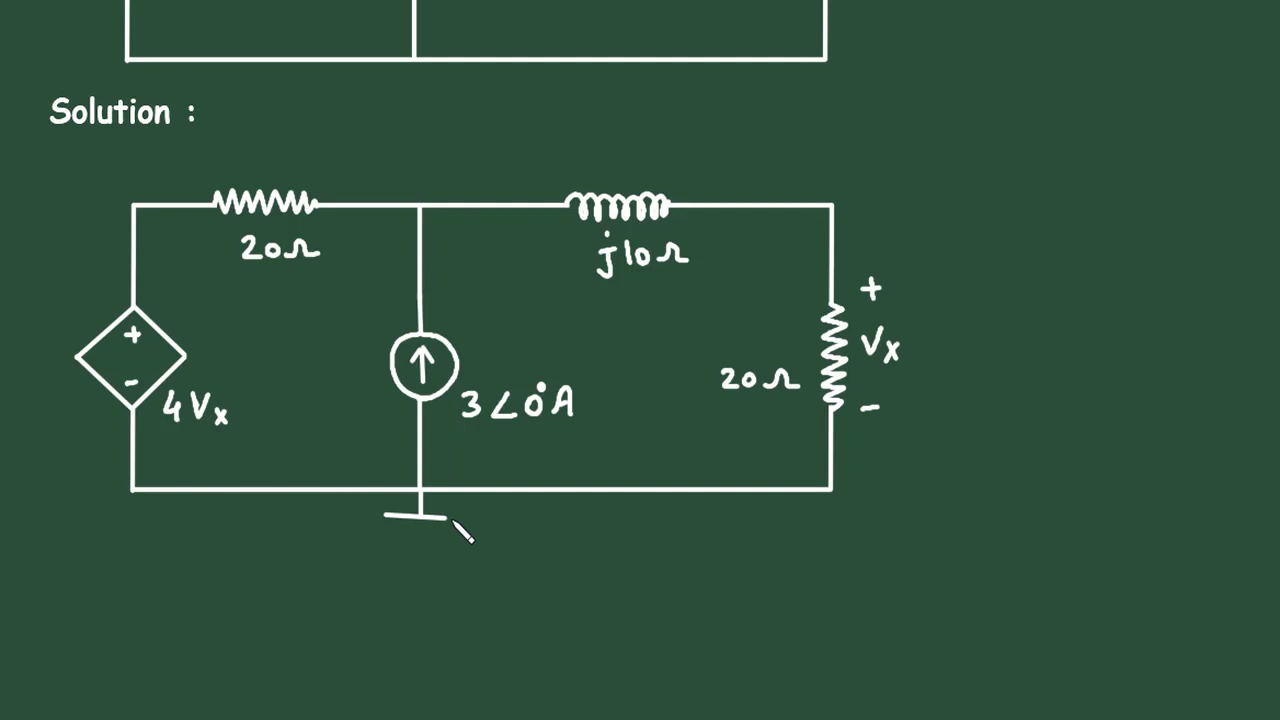 Solution :
20Ω
j10Ω
+
+
Vx
20Ω
-
4Vx
3∠0°A
-